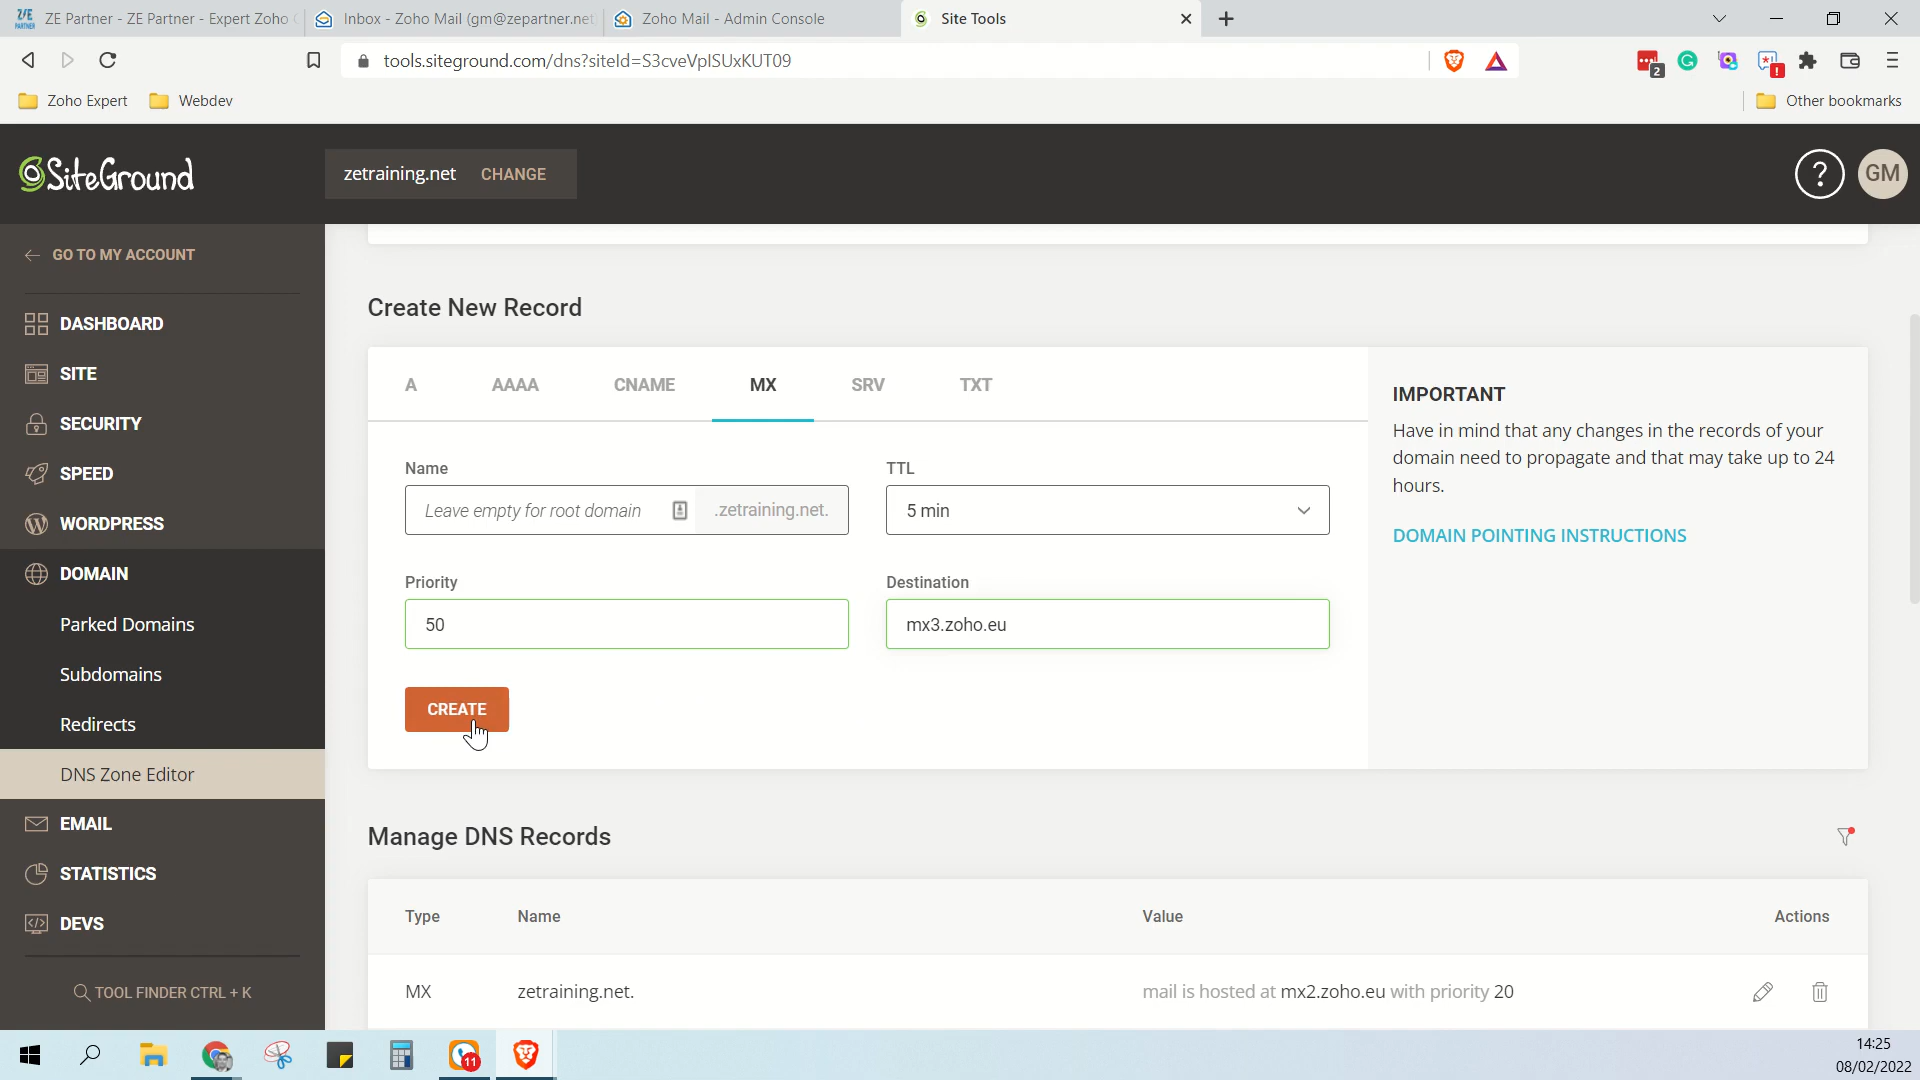 ZE Partner - ZE Partner - Expert Zoho
Inbox - Zoho Mail (gm@zepartner.net
Zoho Mail - Admin Console
Site Tools
tools.siteground.com/dns?siteId=S3cveVpISUxKUT09
2
Zoho Expert
Webdev
Other bookmarks
SiteGround
zetraining.net
CHANGE
?
GM
GO TO MY ACCOUNT
DASHBOARD
SITE
SECURITY
SPEED
WORDPRESS
DOMAIN
Parked Domains
Subdomains
Redirects
DNS Zone Editor
EMAIL
STATISTICS
DEVS
TOOL FINDER CTRL + K
Create New Record
A
AAAA
CNAME
MX
SRV
TXT
Name
TTL
Leave empty for root domain
.zetraining.net.
5 min
Priority
Destination
50
mx3.zoho.eu
CREATE
IMPORTANT
Have in mind that any changes in the records of your
domain need to propagate and that may take up to 24
hours.
DOMAIN POINTING INSTRUCTIONS
Manage DNS Records
Type
Name
Value
Actions
MX
zetraining.net.
mail is hosted at mx2.zoho.eu with priority 20
11
14:25
08/02/2022